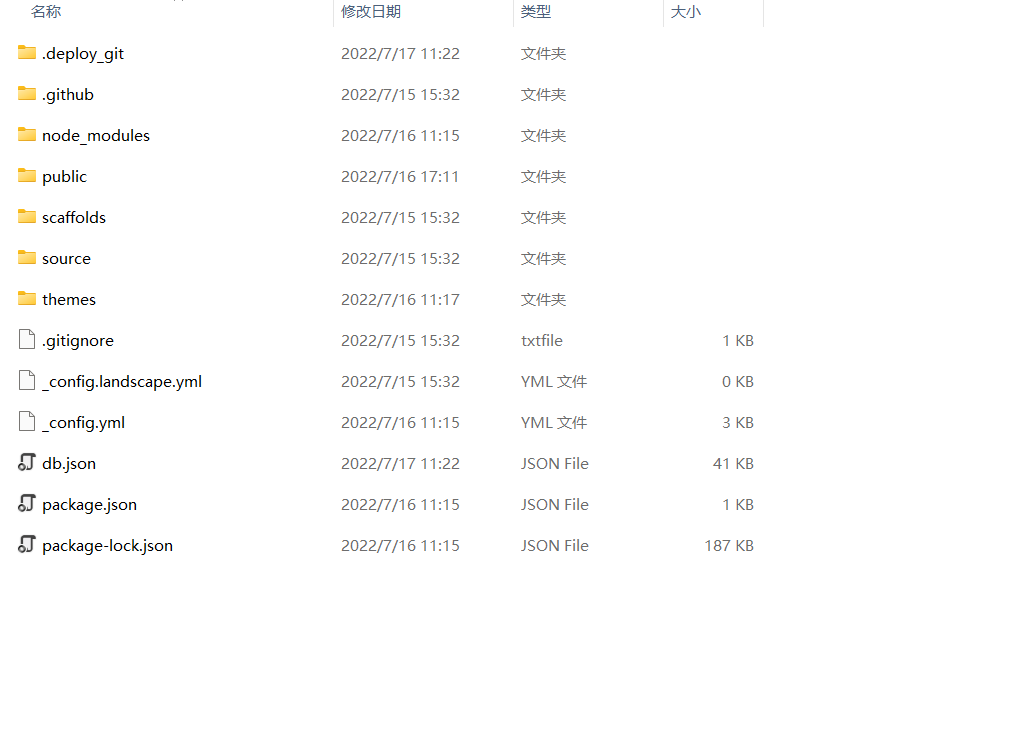 名称 修改日期 类型 大小
.deploy_git 2022/7/17 11:22 文件夹
.github 2022/7/15 15:32 文件夹
node_modules 2022/7/16 11:15 文件夹
public 2022/7/16 17:11 文件夹
scaffolds 2022/7/15 15:32 文件夹
source 2022/7/15 15:32 文件夹
themes 2022/7/16 11:17 文件夹
.gitignore 2022/7/15 15:32 txtfile 1 KB
_config.landscape.yml 2022/7/15 15:32 YML 文件 0 KB
_config.yml 2022/7/16 11:15 YML 文件 3 KB
db.json 2022/7/17 11:22 JSON File 41 KB
package.json 2022/7/16 11:15 JSON File 1 KB
package-lock.json 2022/7/16 11:15 JSON File 187 KB